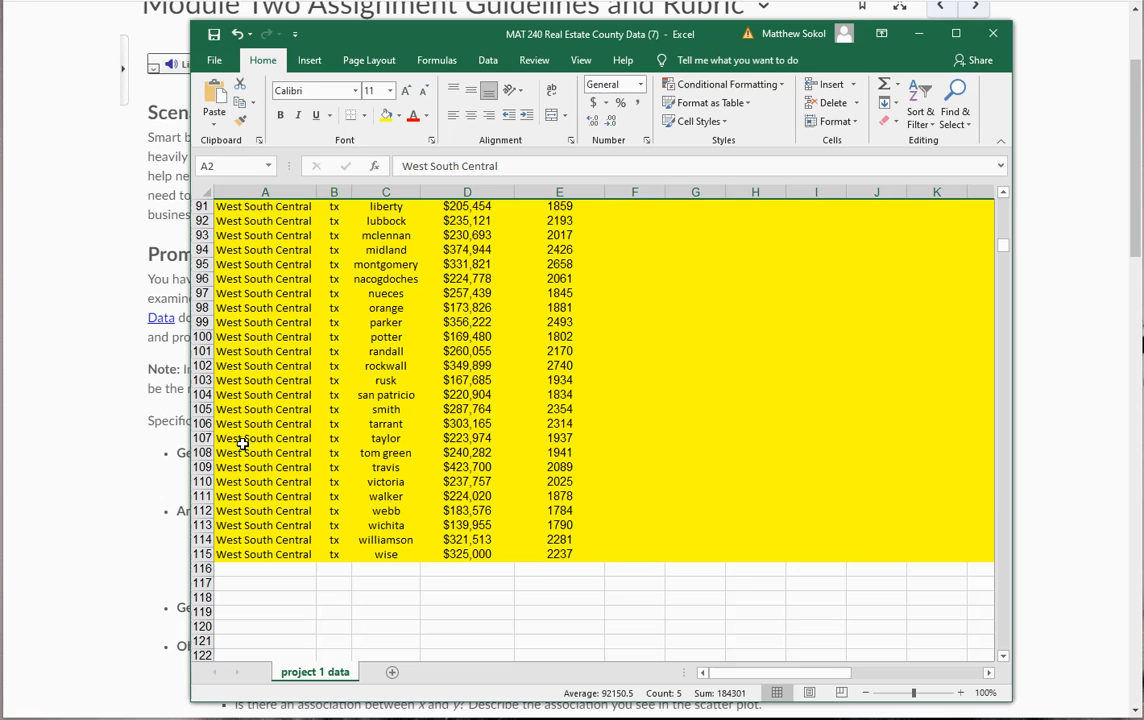 Module Two Assignment Guidelines and Rubric
MAT 240 Real Estate County Data (7) - Excel
Matthew Sokol
File Home Insert Page Layout Formulas Data Review View Help Tell me what you want to do Share
Paste
Calibri 11
B I U A
ab
General
$ % ,
Conditional Formatting
Format as Table
Cell Styles
Insert
Delete
Format
Sort & Filter
Find & Select
Clipboard Font Alignment Number Styles Cells Editing
A2 fx West South Central
A B C D E F G H I J K
91 West South Central tx liberty $205,454 1859
92 West South Central tx lubbock $235,121 2193
93 West South Central tx mclennan $230,693 2017
94 West South Central tx midland $374,944 2426
95 West South Central tx montgomery $331,821 2658
96 West South Central tx nacogdoches $224,778 2061
97 West South Central tx nueces $257,439 1845
98 West South Central tx orange $173,826 1881
99 West South Central tx parker $356,222 2493
100 West South Central tx potter $169,480 1802
101 West South Central tx randall $260,055 2170
102 West South Central tx rockwall $349,899 2740
103 West South Central tx rusk $167,685 1934
104 West South Central tx san patricio $220,904 1834
105 West South Central tx smith $287,764 2354
106 West South Central tx tarrant $303,165 2314
107 West South Central tx taylor $223,974 1937
108 West South Central tx tom green $240,282 1941
109 West South Central tx travis $423,700 2089
110 West South Central tx victoria $237,757 2025
111 West South Central tx walker $224,020 1878
112 West South Central tx webb $183,576 1784
113 West South Central tx wichita $139,955 1790
114 West South Central tx williamson $321,513 2281
115 West South Central tx wise $325,000 2237
116
117
118
119
120
121
122
project 1 data
Average: 92150.5 Count: 5 Sum: 184301 100%
Li
Scena
Smart b
heavily
help ne
need to
busines
Prom
You hav
examine
Data do
and pro
Note: In
be the r
Specific
Ge
An
Ge
Ob
Is there an association between x and y? Describe the association you see in the scatter plot.